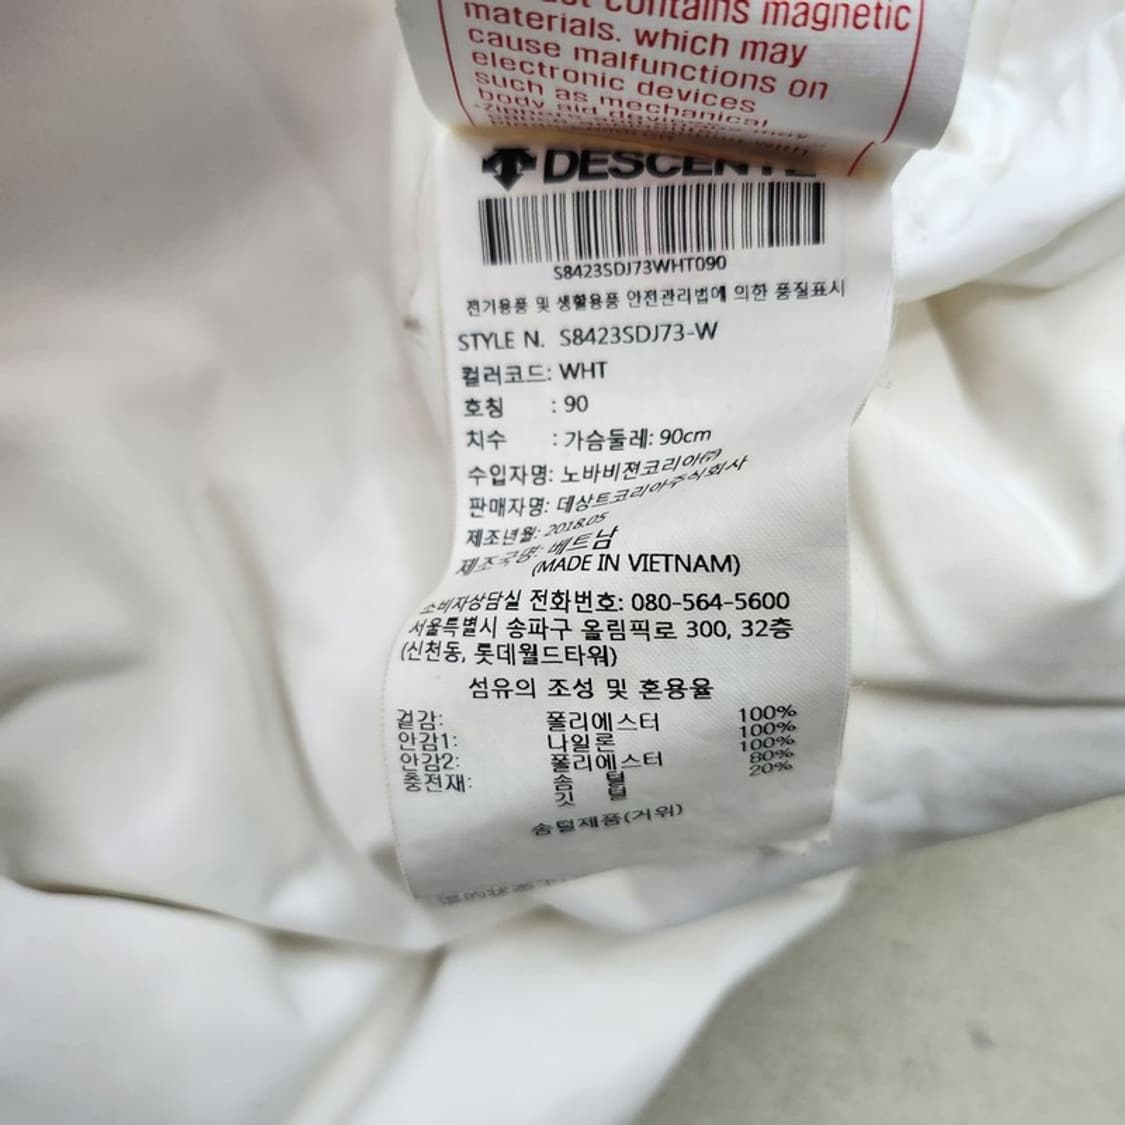 contains magnetic
materials. which may
cause malfunctions on
electronic devices
such as mechanical
DESCENTE
S8423SDJ73WHT090
전기용품 및 생활용품 안전관리법에 의한 품질표시
STYLE N. S8423SDJ73-W
컬러코드: WHT
호칭 : 90
치수 : 가슴둘레: 90cm
수입자명: 노바비젼코리아㈜
판매자명: 데상트코리아주식회사
제조년월: 2018.05
제조국명: 베트남
(MADE IN VIETNAM)
소비자상담실 전화번호: 080-564-5600
서울특별시 송파구 올림픽로 300, 32층
(신천동, 롯데월드타워)
섬유의 조성 및 혼용율
겉감: 폴리에스터 100%
안감1: 나일론 100%
안감2: 폴리에스터 100%
충전재: 솜 털 80%
깃 털 20%
솜털제품(거위)